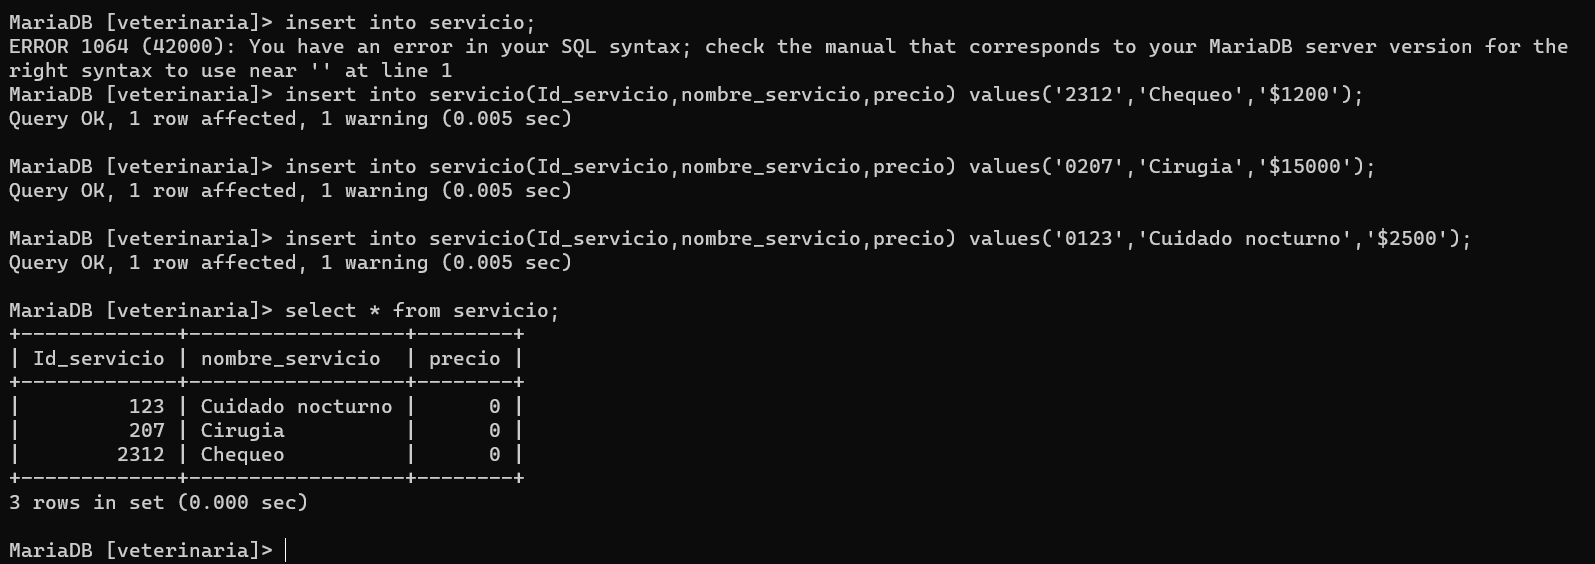 MariaDB [veterinaria]> insert into servicio;
ERROR 1064 (42000): You have an error in your SQL syntax; check the manual that corresponds to your MariaDB server version for the
right syntax to use near '' at line 1
MariaDB [veterinaria]> insert into servicio(Id_servicio,nombre_servicio,precio) values('2312','Chequeo','$1200');
Query OK, 1 row affected, 1 warning (0.005 sec)

MariaDB [veterinaria]> insert into servicio(Id_servicio,nombre_servicio,precio) values('0207','Cirugia','$15000');
Query OK, 1 row affected, 1 warning (0.005 sec)

MariaDB [veterinaria]> insert into servicio(Id_servicio,nombre_servicio,precio) values('0123','Cuidado nocturno','$2500');
Query OK, 1 row affected, 1 warning (0.005 sec)

MariaDB [veterinaria]> select * from servicio;
+-------------+------------------+--------+
| Id_servicio | nombre_servicio  | precio |
+-------------+------------------+--------+
|         123 | Cuidado nocturno |      0 |
|         207 | Cirugia          |      0 |
|        2312 | Chequeo          |      0 |
+-------------+------------------+--------+
3 rows in set (0.000 sec)

MariaDB [veterinaria]>